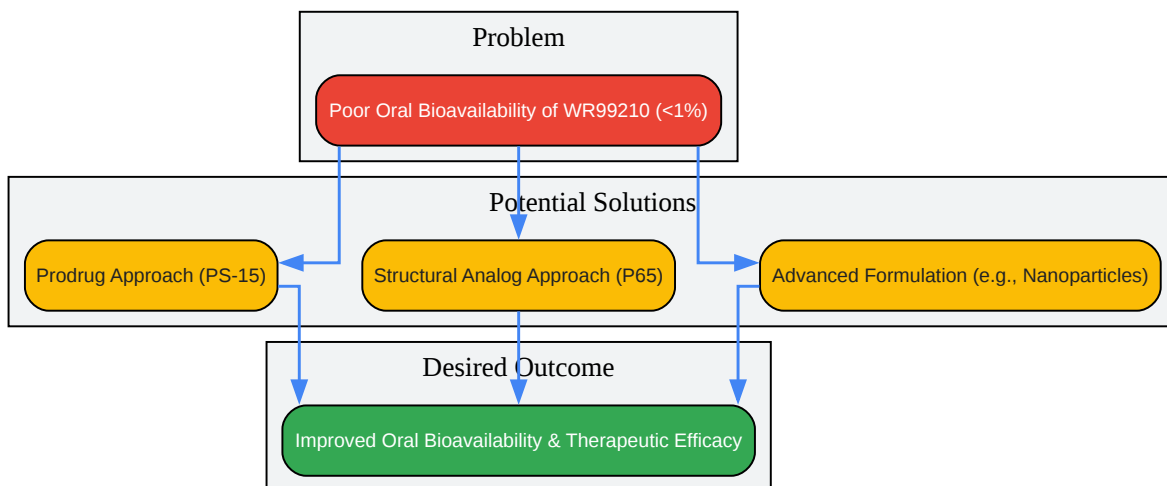 Problem
Poor Oral Bioavailability of WR99210 (<1%)
Potential Solutions
Prodrug Approach (PS-15)
Structural Analog Approach (P65)
Advanced Formulation (e.g., Nanoparticles)
Desired Outcome
Improved Oral Bioavailability & Therapeutic Efficacy